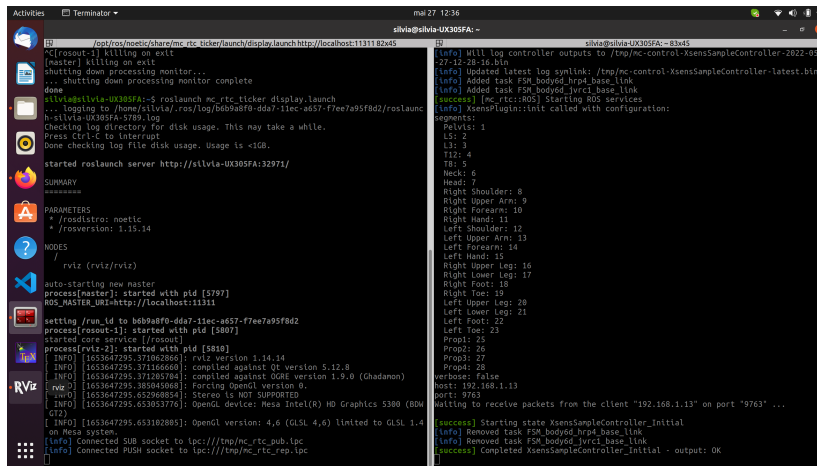 Activities
Terminator
mai 27 12:36
silvia@silvia-UX305FA: ~
/opt/ros/noetic/share/mc_rtc_ticker/launch/display.launch http://localhost:11311 82x45
^C[rosout-1] killing on exit
[master] killing on exit
shutting down processing monitor...
... shutting down processing monitor complete
done
silvia@silvia-UX305FA:~$ roslaunch mc_rtc_ticker display.launch
... logging to /home/silvia/.ros/log/b6b9a8f0-dda7-11ec-a657-f7ee7a95f8d2/roslaunc
h-silvia-UX305FA-5789.log
Checking log directory for disk usage. This may take a while.
Press Ctrl-C to interrupt
Done checking log file disk usage. Usage is <1GB.
started roslaunch server http://silvia-UX305FA:32971/
SUMMARY
========
PARAMETERS
* /rosdistro: noetic
* /rosversion: 1.15.14
NODES
/
rviz (rviz/rviz)
auto-starting new master
process[master]: started with pid [5797]
ROS_MASTER_URI=http://localhost:11311
setting /run_id to b6b9a8f0-dda7-11ec-a657-f7ee7a95f8d2
process[rosout-1]: started with pid [5807]
started core service [/rosout]
process[rviz-2]: started with pid [5810]
[ INFO] [1653647295.371062866]: rviz version 1.14.14
[ INFO] [1653647295.371166660]: compiled against Qt version 5.12.8
[ INFO] [1653647295.371205704]: compiled against OGRE version 1.9.0 (Ghadamon)
[ INFO] [1653647295.385045068]: Forcing OpenGl version 0.
[ INFO] [1653647295.652960854]: Stereo is NOT SUPPORTED
[ INFO] [1653647295.653053776]: OpenGL device: Mesa Intel(R) HD Graphics 5300 (BDW
GT2)
[ INFO] [1653647295.653102805]: OpenGl version: 4,6 (GLSL 4,6) limited to GLSL 1.4
on Mesa system.
[info] Connected SUB socket to ipc:///tmp/mc_rtc_pub.ipc
[info] Connected PUSH socket to ipc:///tmp/mc_rtc_rep.ipc
silvia@silvia-UX305FA: ~ 83x45
[info] Will log controller outputs to /tmp/mc-control-XsensSampleController-2022-05
-27-12-28-16.bin
[info] Updated latest log symlink: /tmp/mc-control-XsensSampleController-latest.bin
[info] Added task FSM_body6d_hrp4_base_link
[info] Added task FSM_body6d_jvrc1_base_link
[success] [mc_rtc::ROS] Starting ROS services
[info] XsensPlugin::init called with configuration:
segments:
Pelvis: 1
L5: 2
L3: 3
T12: 4
T8: 5
Neck: 6
Head: 7
Right Shoulder: 8
Right Upper Arm: 9
Right Forearm: 10
Right Hand: 11
Left Shoulder: 12
Left Upper Arm: 13
Left Forearm: 14
Left Hand: 15
Right Upper Leg: 16
Right Lower Leg: 17
Right Foot: 18
Right Toe: 19
Left Upper Leg: 20
Left Lower Leg: 21
Left Foot: 22
Left Toe: 23
Prop1: 25
Prop2: 26
Prop3: 27
Prop4: 28
verbose: false
host: 192.168.1.13
port: 9763
Waiting to receive packets from the client "192.168.1.13" on port "9763" ...
[success] Starting state XsensSampleController_Initial
[info] Removed task FSM_body6d_hrp4_base_link
[info] Removed task FSM_body6d_jvrc1_base_link
[success] Completed XsensSampleController_Initial - output: OK
TEX
RViz
rviz